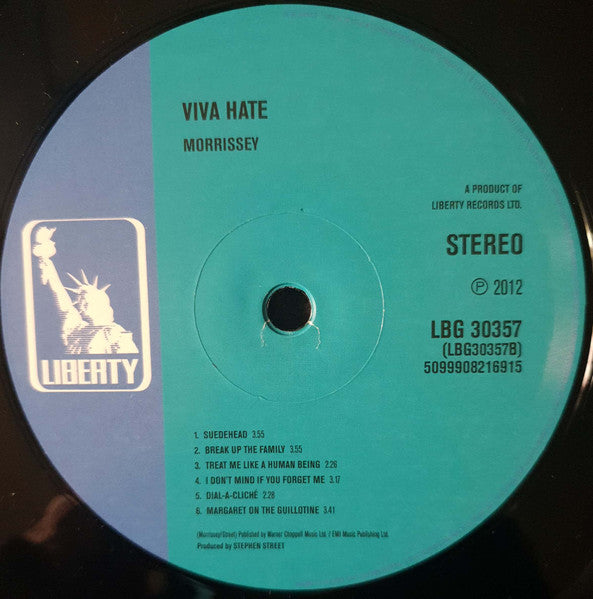 VIVA HATE
MORRISSEY
A PRODUCT OF
LIBERTY RECORDS LTD.
STEREO
Ⓟ 2012
LBG 30357
(LBG30357B)
5099908216915
LIBERTY
1. SUEDEHEAD 3.55
2. BREAK UP THE FAMILY 3.55
3. TREAT ME LIKE A HUMAN BEING 2.26
4. I DON'T MIND IF YOU FORGET ME 3.17
5. DIAL-A-CLICHÉ 2.28
6. MARGARET ON THE GUILLOTINE 3.41
(Morrissey/Street) Published by Warner Chappell Music Ltd. / EMI Music Publishing Ltd.
Produced by STEPHEN STREET